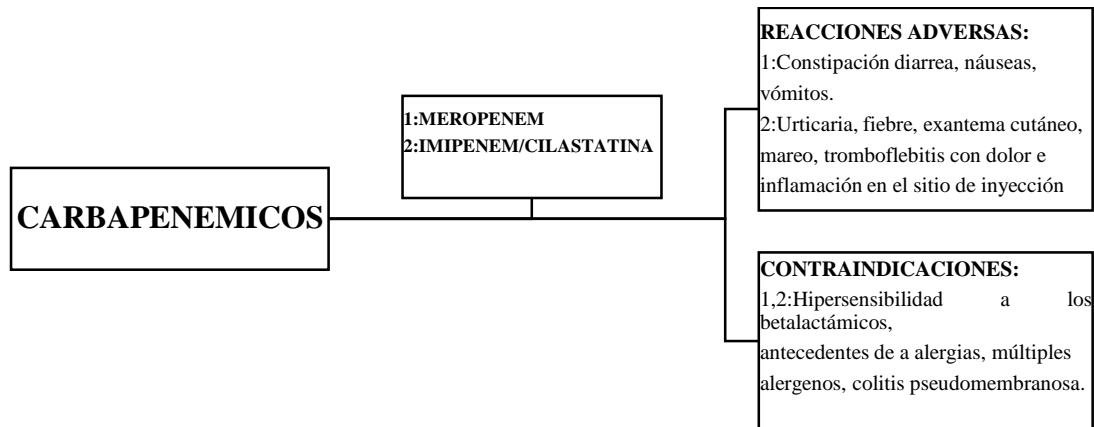 CARBAPENEMICOS
1:MEROPENEM
2:IMIPENEM/CILASTATINA
REACCIONES ADVERSAS:
1:Constipación diarrea, náuseas,
vómitos.
2:Urticaria, fiebre, exantema cutáneo,
mareo, tromboflebitis con dolor e
inflamación en el sitio de inyección
CONTRAINDICACIONES:
1,2:Hipersensibilidad a los
betalactámicos,
antecedentes de a alergias, múltiples
alergenos, colitis pseudomembranosa.